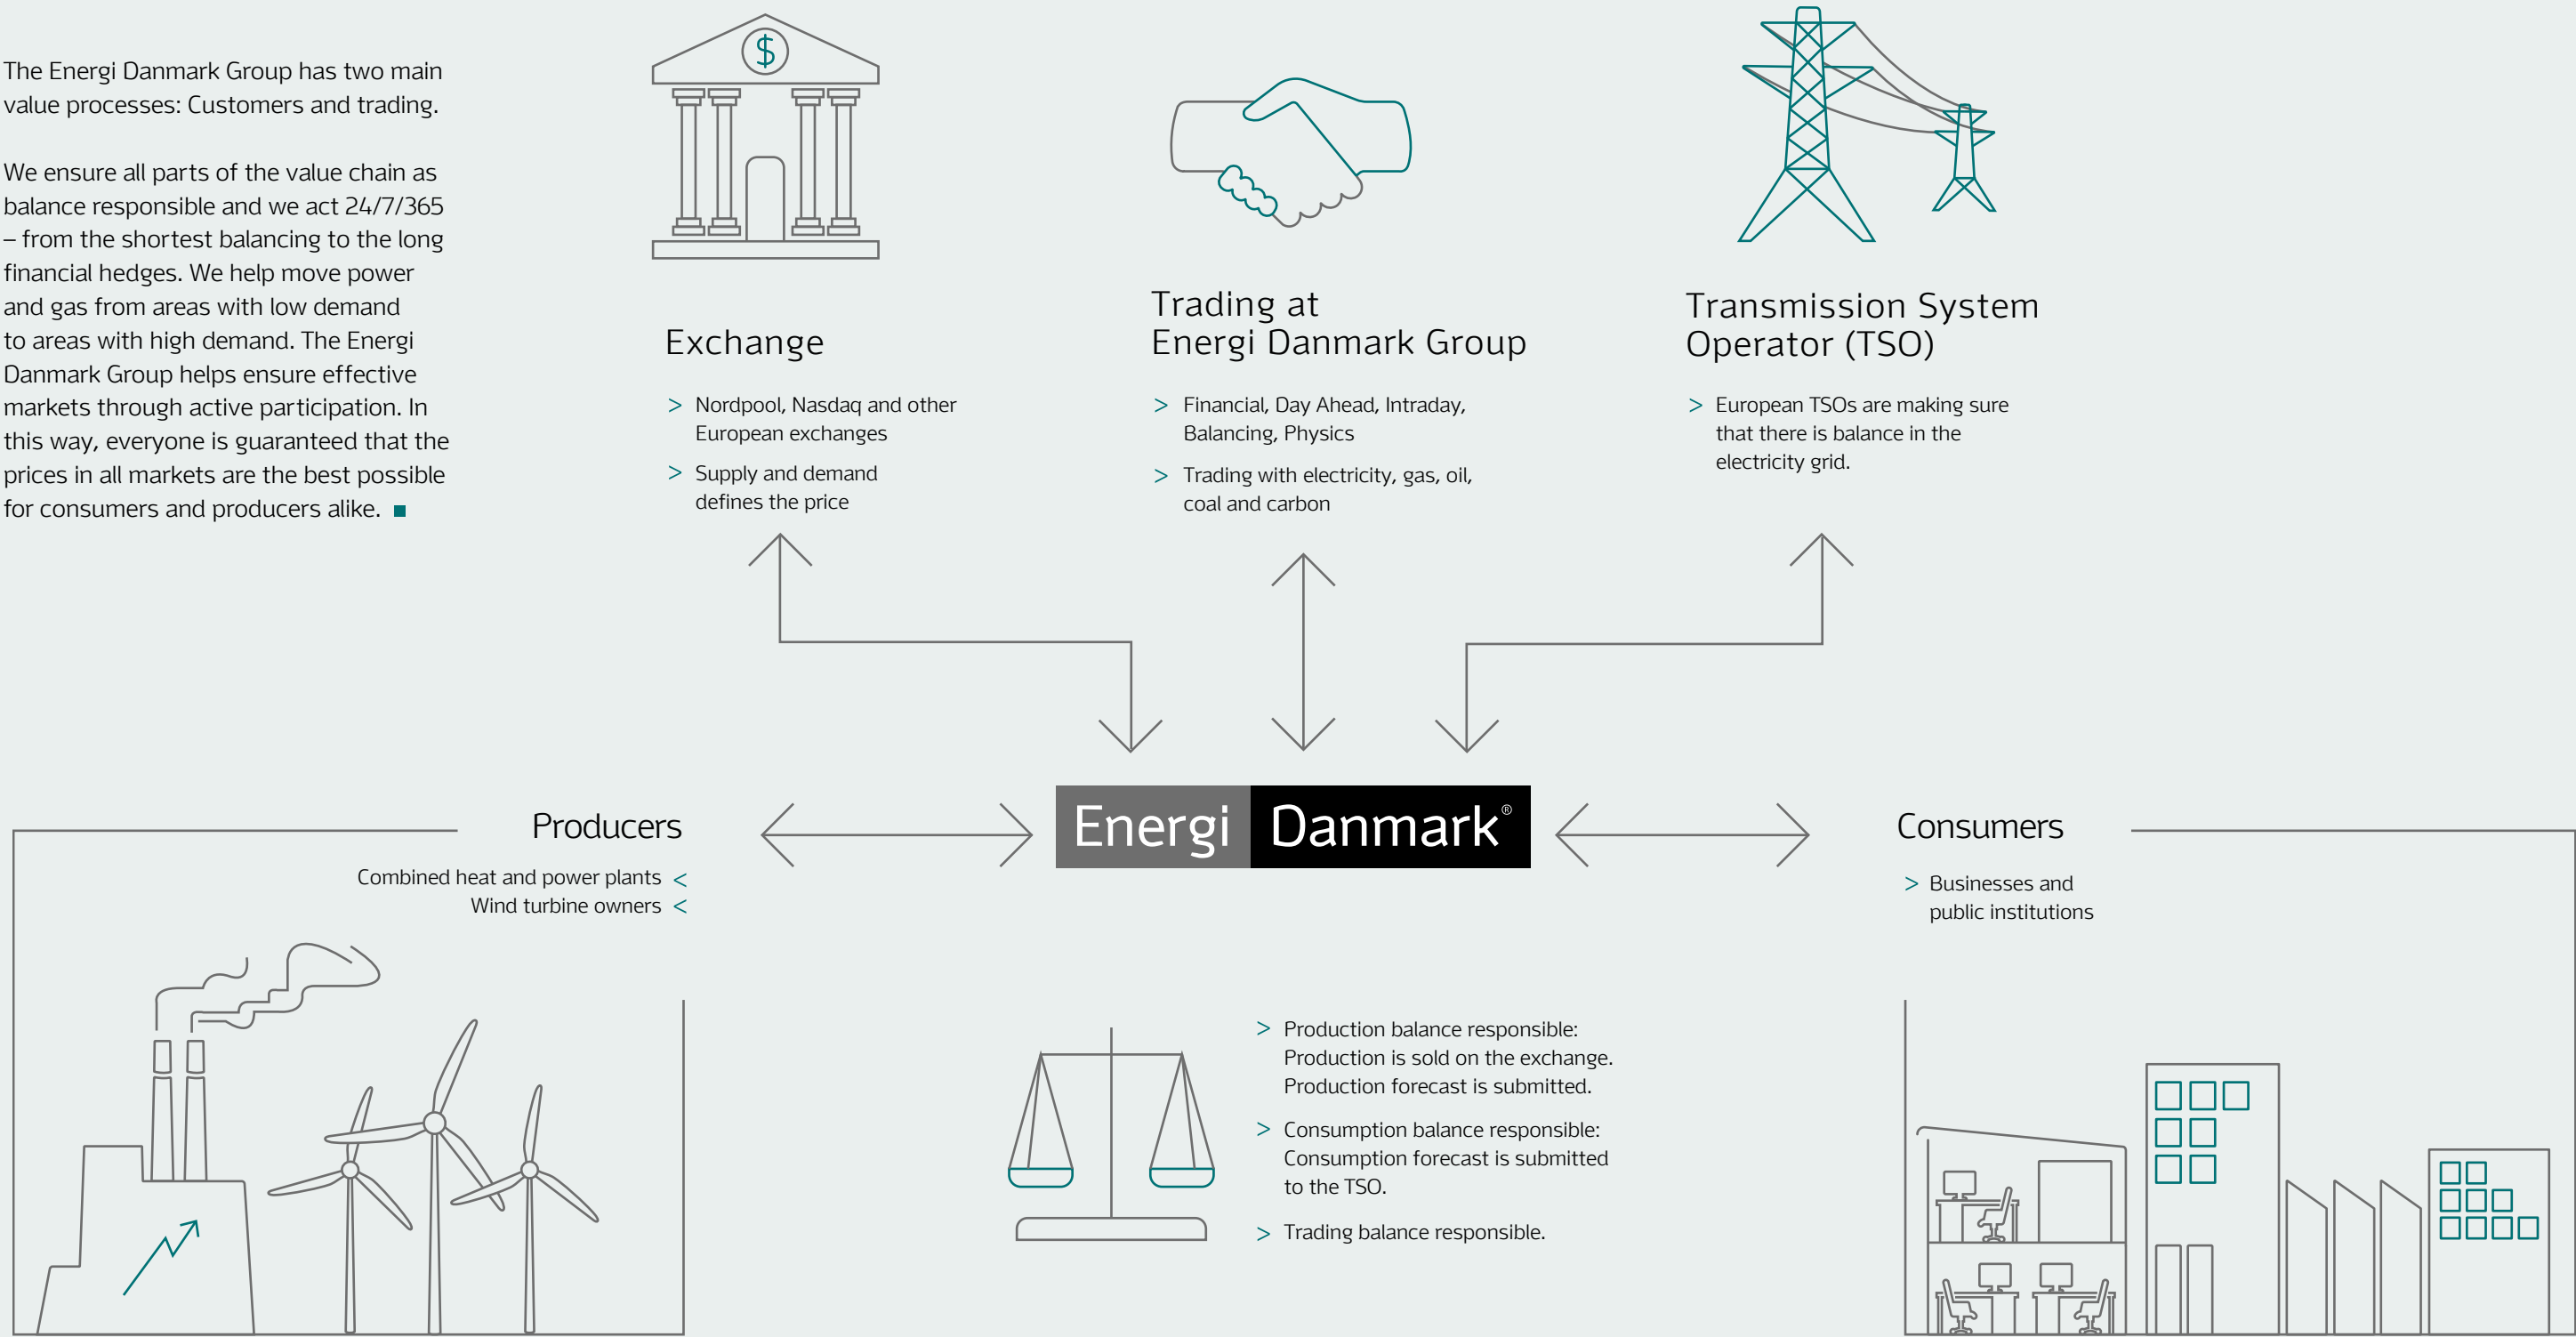 The Energi Danmark Group has two main
value processes: Customers and trading.
We ensure all parts of the value chain as
balance responsible and we act 24/7/365
– from the shortest balancing to the long
financial hedges. We help move power
and gas from areas with low demand
to areas with high demand. The Energi
Danmark Group helps ensure effective
markets through active participation. In
this way, everyone is guaranteed that the
prices in all markets are the best possible
for consumers and producers alike. ■
$
Exchange
> Nordpool, Nasdaq and other
European exchanges
> Supply and demand
defines the price
Trading at
Energi Danmark Group
> Financial, Day Ahead, Intraday,
Balancing, Physics
> Trading with electricity, gas, oil,
coal and carbon
Transmission System
Operator (TSO)
> European TSOs are making sure
that there is balance in the
electricity grid.
Producers
Combined heat and power plants <
Wind turbine owners <
Energi Danmark®
Consumers
> Businesses and
public institutions
> Production balance responsible:
Production is sold on the exchange.
Production forecast is submitted.
> Consumption balance responsible:
Consumption forecast is submitted
to the TSO.
> Trading balance responsible.